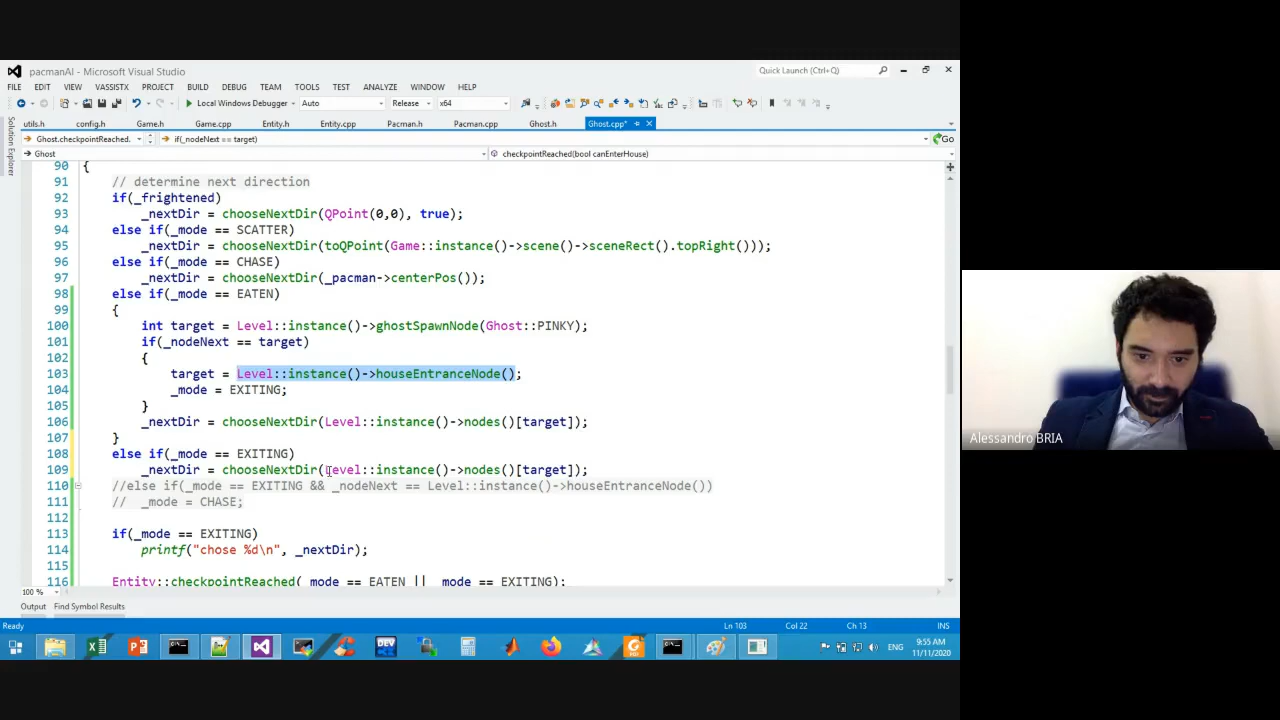 pacmanAI - Microsoft Visual Studio
Quick Launch (Ctrl+Q)
FILE EDIT VIEW VASSISTX PROJECT BUILD DEBUG TEAM TOOLS TEST ANALYZE WINDOW HELP
Local Windows Debugger Auto Release x64
utils.h config.h Game.h Game.cpp Entity.h Entity.cpp Pacman.h Pacman.cpp Ghost.h Ghost.cpp*
Ghost.checkpointReached. if(_nodeNext == target) Go
Ghost checkpointReached(bool canEnterHouse)
Solution Explorer
90 {
91 // determine next direction
92 if(_frightened)
93 _nextDir = chooseNextDir(QPoint(0,0), true);
94 else if(_mode == SCATTER)
95 _nextDir = chooseNextDir(toQPoint(Game::instance()->scene()->sceneRect().topRight()));
96 else if(_mode == CHASE)
97 _nextDir = chooseNextDir(_pacman->centerPos());
98 else if(_mode == EATEN)
99 {
100 int target = Level::instance()->ghostSpawnNode(Ghost::PINKY);
101 if(_nodeNext == target)
102 {
103 target = Level::instance()->houseEntranceNode();
104 _mode = EXITING;
105 }
106 _nextDir = chooseNextDir(Level::instance()->nodes()[target]);
107 }
108 else if(_mode == EXITING)
109 _nextDir = chooseNextDir(Level::instance()->nodes()[target]);
110 //else if(_mode == EXITING && _nodeNext == Level::instance()->houseEntranceNode())
111 // _mode = CHASE;
112
113 if(_mode == EXITING)
114 printf("chose %d\n", _nextDir);
115
116 Entity::checkpointReached(_mode == EATEN || _mode == EXITING);
100 %
Output Find Symbol Results
Ready Ln 103 Col 22 Ch 13 INS
ENG 9:55 AM
11/11/2020
Alessandro BRIA